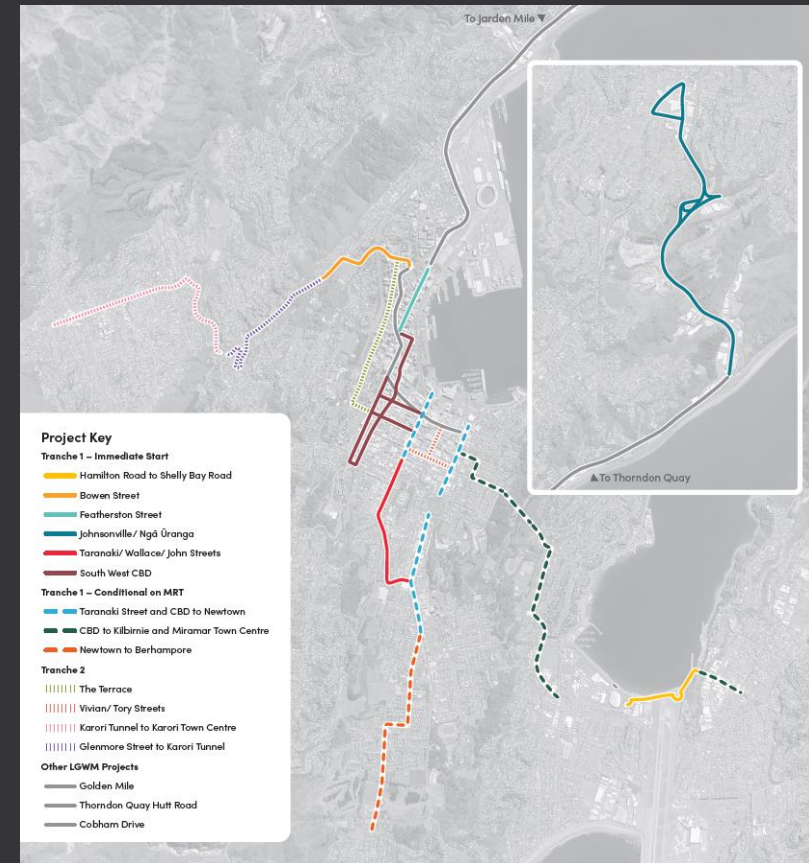 To Jarden Mile ▼
▲To Thorndon Quay
Project Key
Tranche 1 – Immediate Start
Hamilton Road to Shelly Bay Road
Bowen Street
Featherston Street
Johnsonville/ Ngā Ūranga
Taranaki/ Wallace/ John Streets
South West CBD
Tranche 1 – Conditional on MRT
Taranaki Street and CBD to Newtown
CBD to Kilbirnie and Miramar Town Centre
Newtown to Berhampore
Tranche 2
The Terrace
Vivian/ Tory Streets
Karori Tunnel to Karori Town Centre
Glenmore Street to Karori Tunnel
Other LGWM Projects
Golden Mile
Thorndon Quay Hutt Road
Cobham Drive